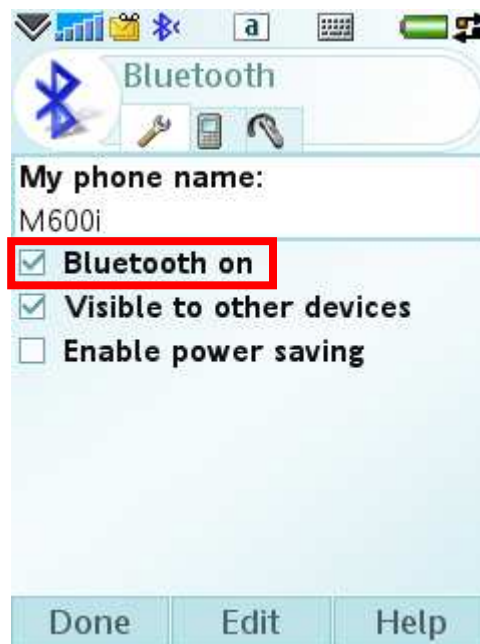 a
Bluetooth
My phone name:
M600i
Bluetooth on
Visible to other devices
Enable power saving
Done Edit Help